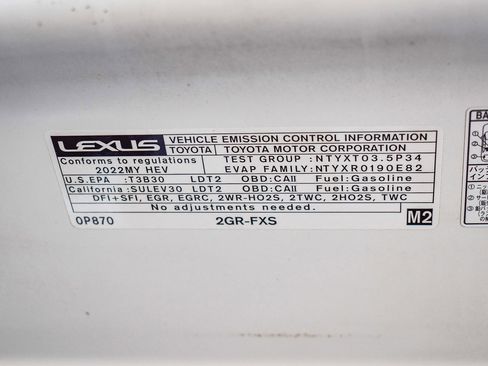 LEXUS
VEHICLE EMISSION CONTROL INFORMATION
TOYOTA
TOYOTA MOTOR CORPORATION
Conforms to regulations
2022MY HEV
TEST GROUP :NTYXT03.5P34
EVAP FAMILY:NTYXR0190E82
U.S.EPA :T3B30 LDT2 OBD:CAII Fuel:Gasoline
California:SULEV30 LDT2 OBD:CAII Fuel:Gasoline
DFI+SFI, EGR, EGRC, 2WR-HO2S, 2TWC, 2HO2S, TWC
No adjustments needed.
0P870 2GR-FXS M2
BA